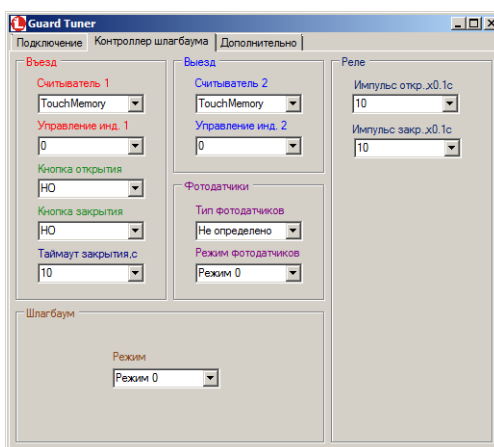 Guard Tuner
Подключение Контроллер шлагбаума Дополнительно
Въезд
Считыватель 1
TouchMemory
Управление инд. 1
0
Кнопка открытия
НО
Кнопка закрытия
НО
Таймаут закрытия,с
10
Выезд
Считыватель 2
TouchMemory
Управление инд. 2
0
Фотодатчики
Тип фотодатчиков
Не определено
Режим фотодатчиков
Режим 0
Реле
Импульс откр.,x0.1с
10
Импульс закр..x0.1с
10
Шлагбаум
Режим
Режим 0